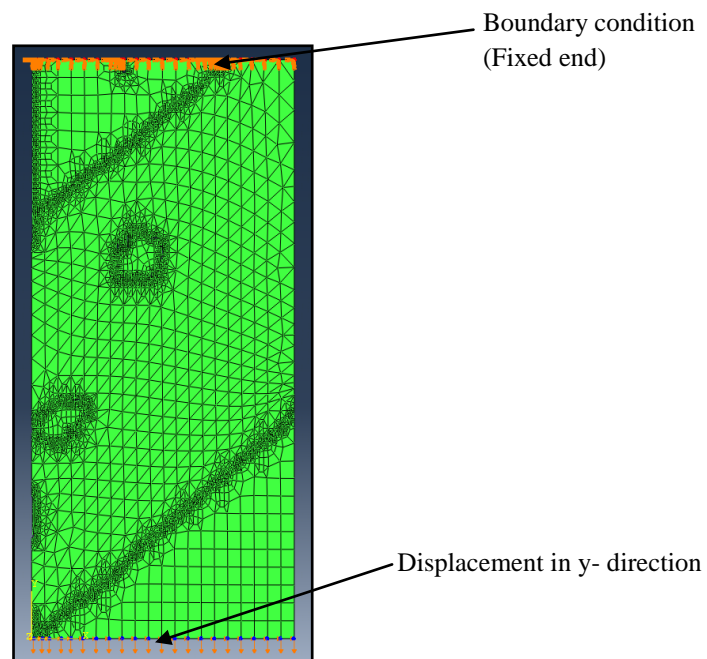 Boundary condition
(Fixed end)
Displacement in y- direction